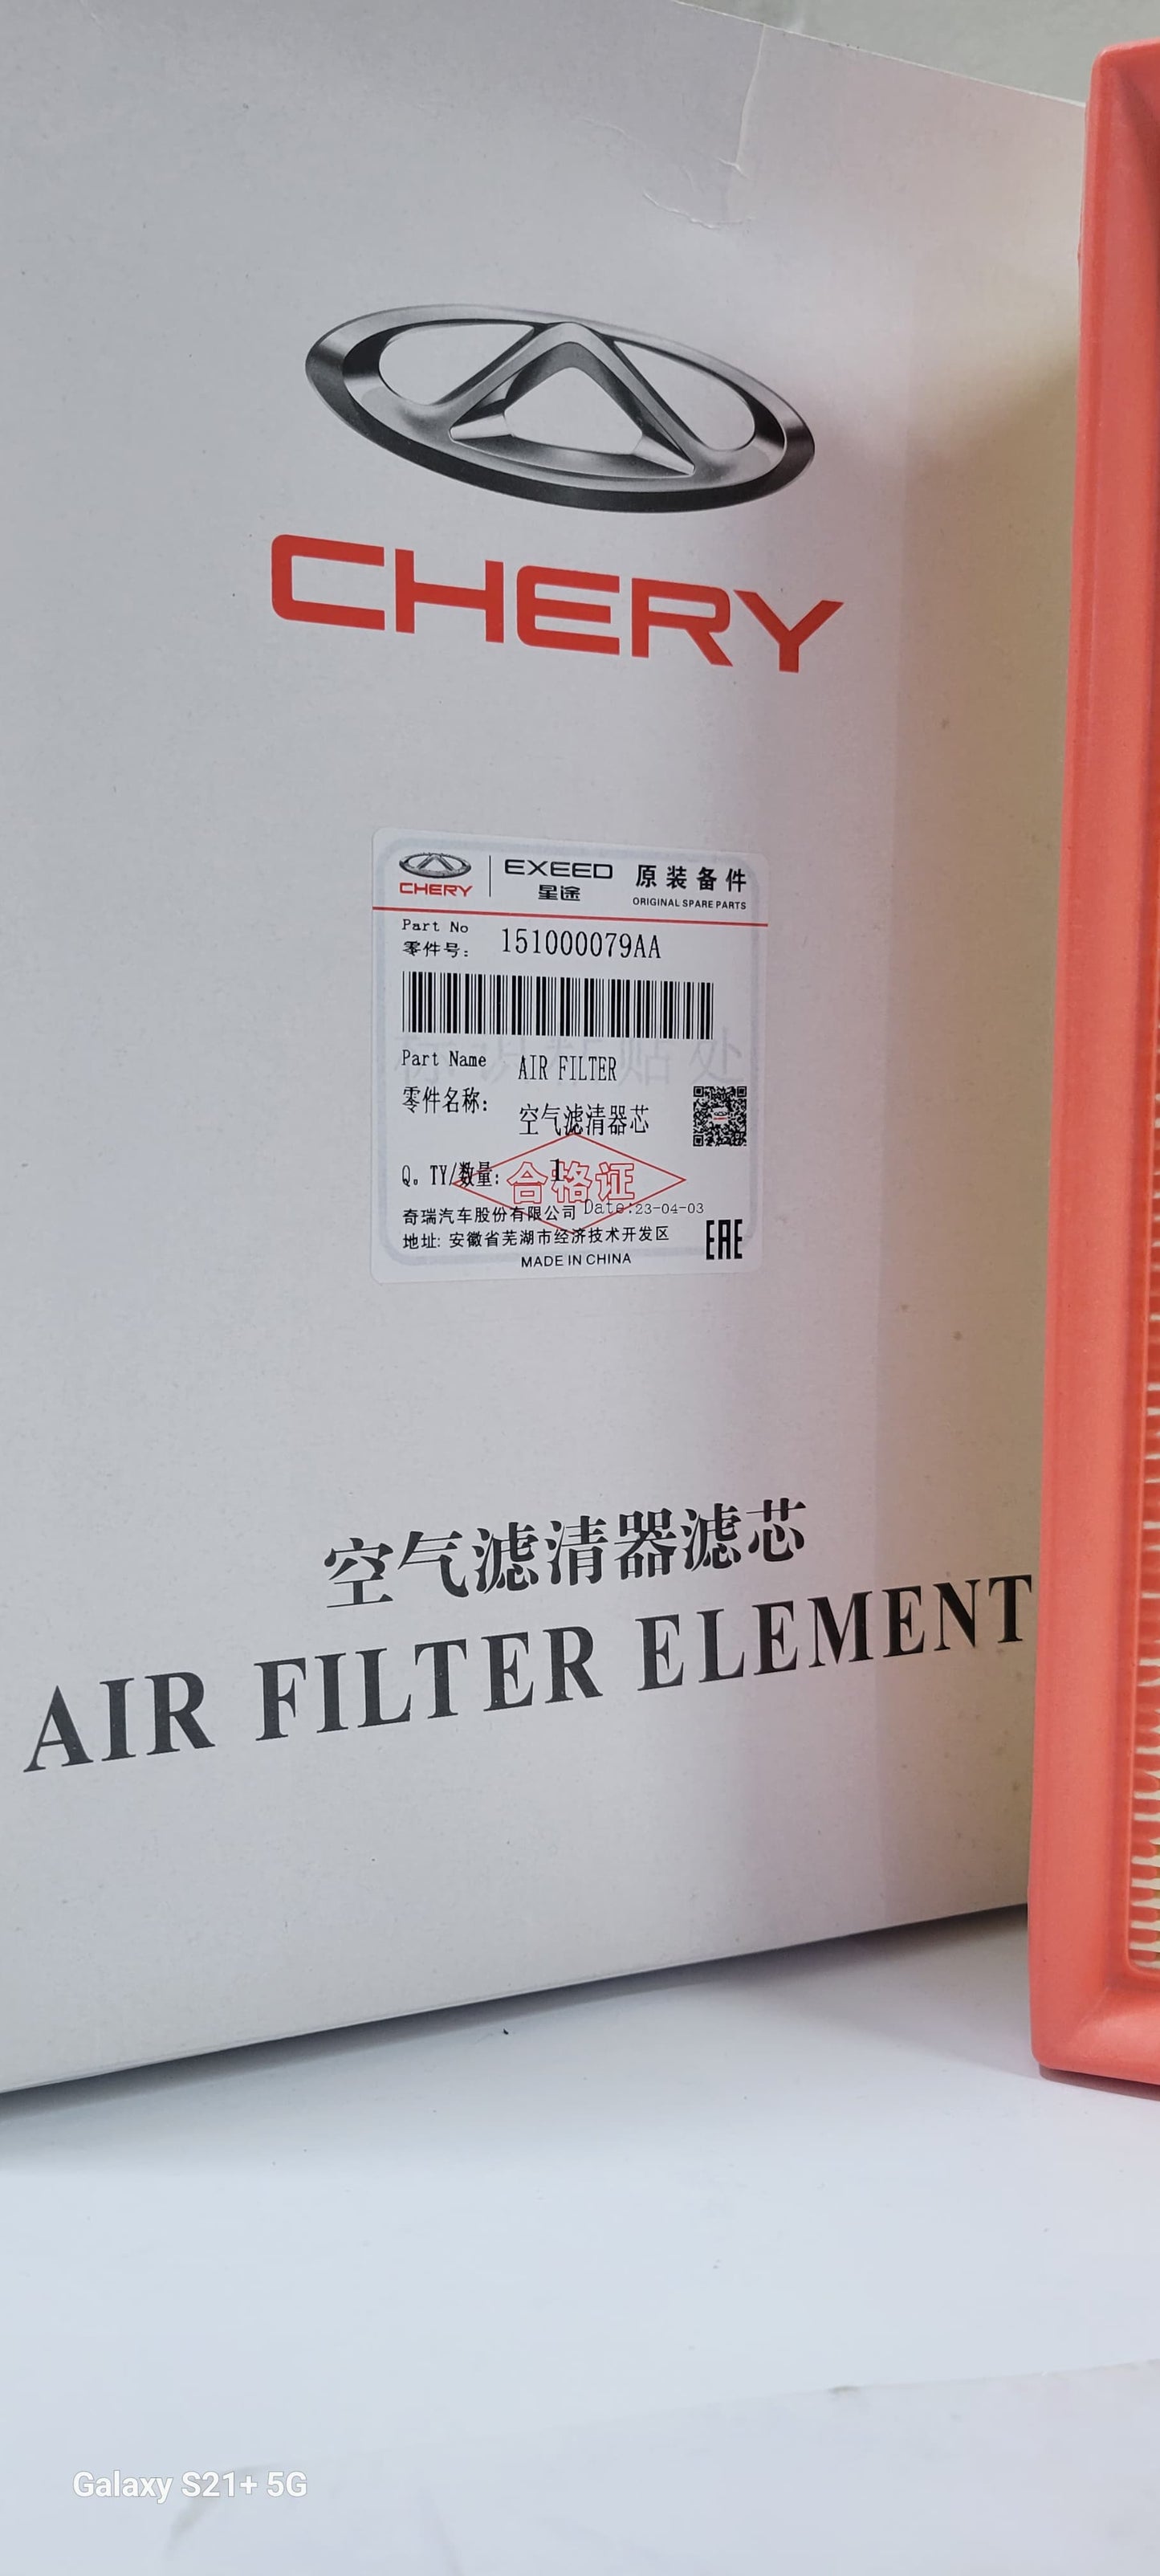 CHERY
CHERY EXEED 星途 原装备件
ORIGINAL SPARE PARTS
Part No
零件号: 151000079AA
Part Name AIR FILTER
零件名称: 空气滤清器芯
Q。TY/数量: 1
合格证
奇瑞汽车股份有限公司 Date:23-04-03
地址: 安徽省芜湖市经济技术开发区
EAC
MADE IN CHINA
空气滤清器滤芯
AIR FILTER ELEMENT
Galaxy S21+ 5G